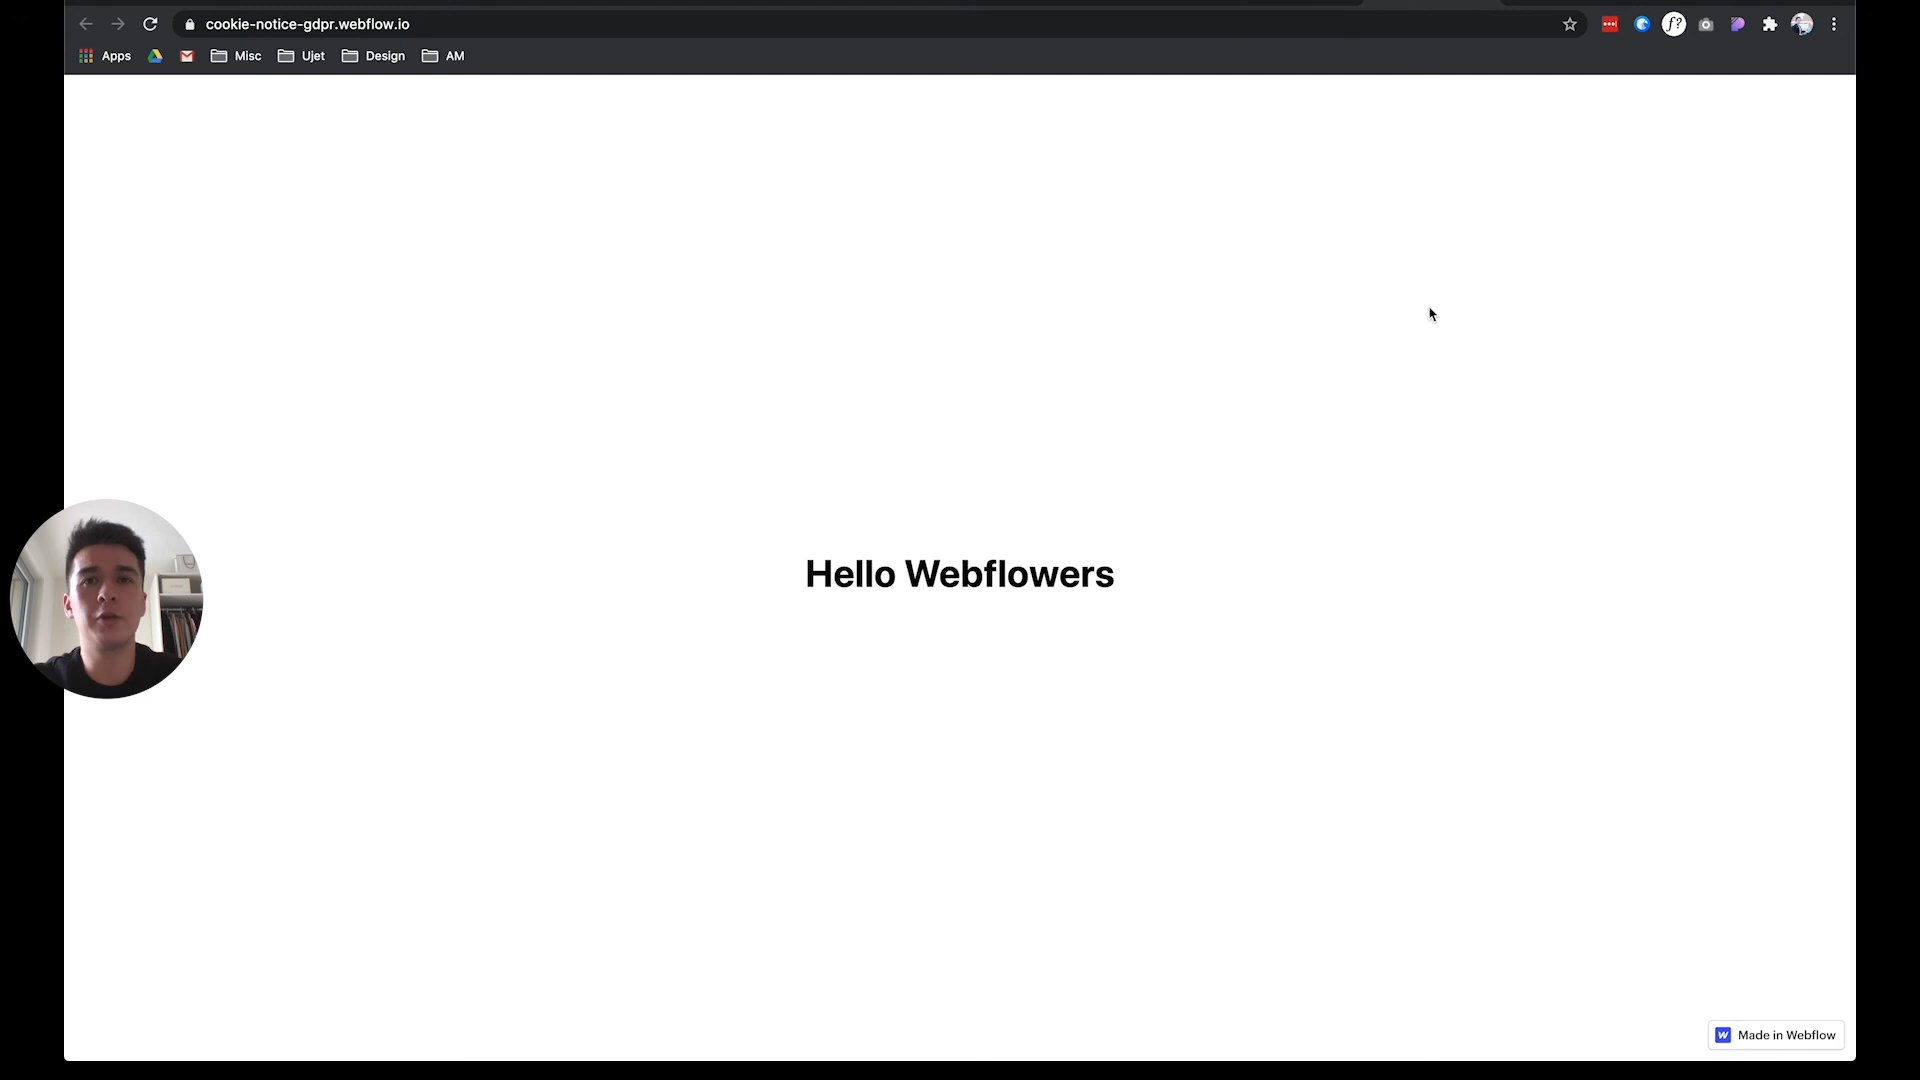 cookie-notice-gdpr.webflow.io
f?
Apps
Misc
Ujet
Design
AM
Hello Webflowers
W Made in Webflow